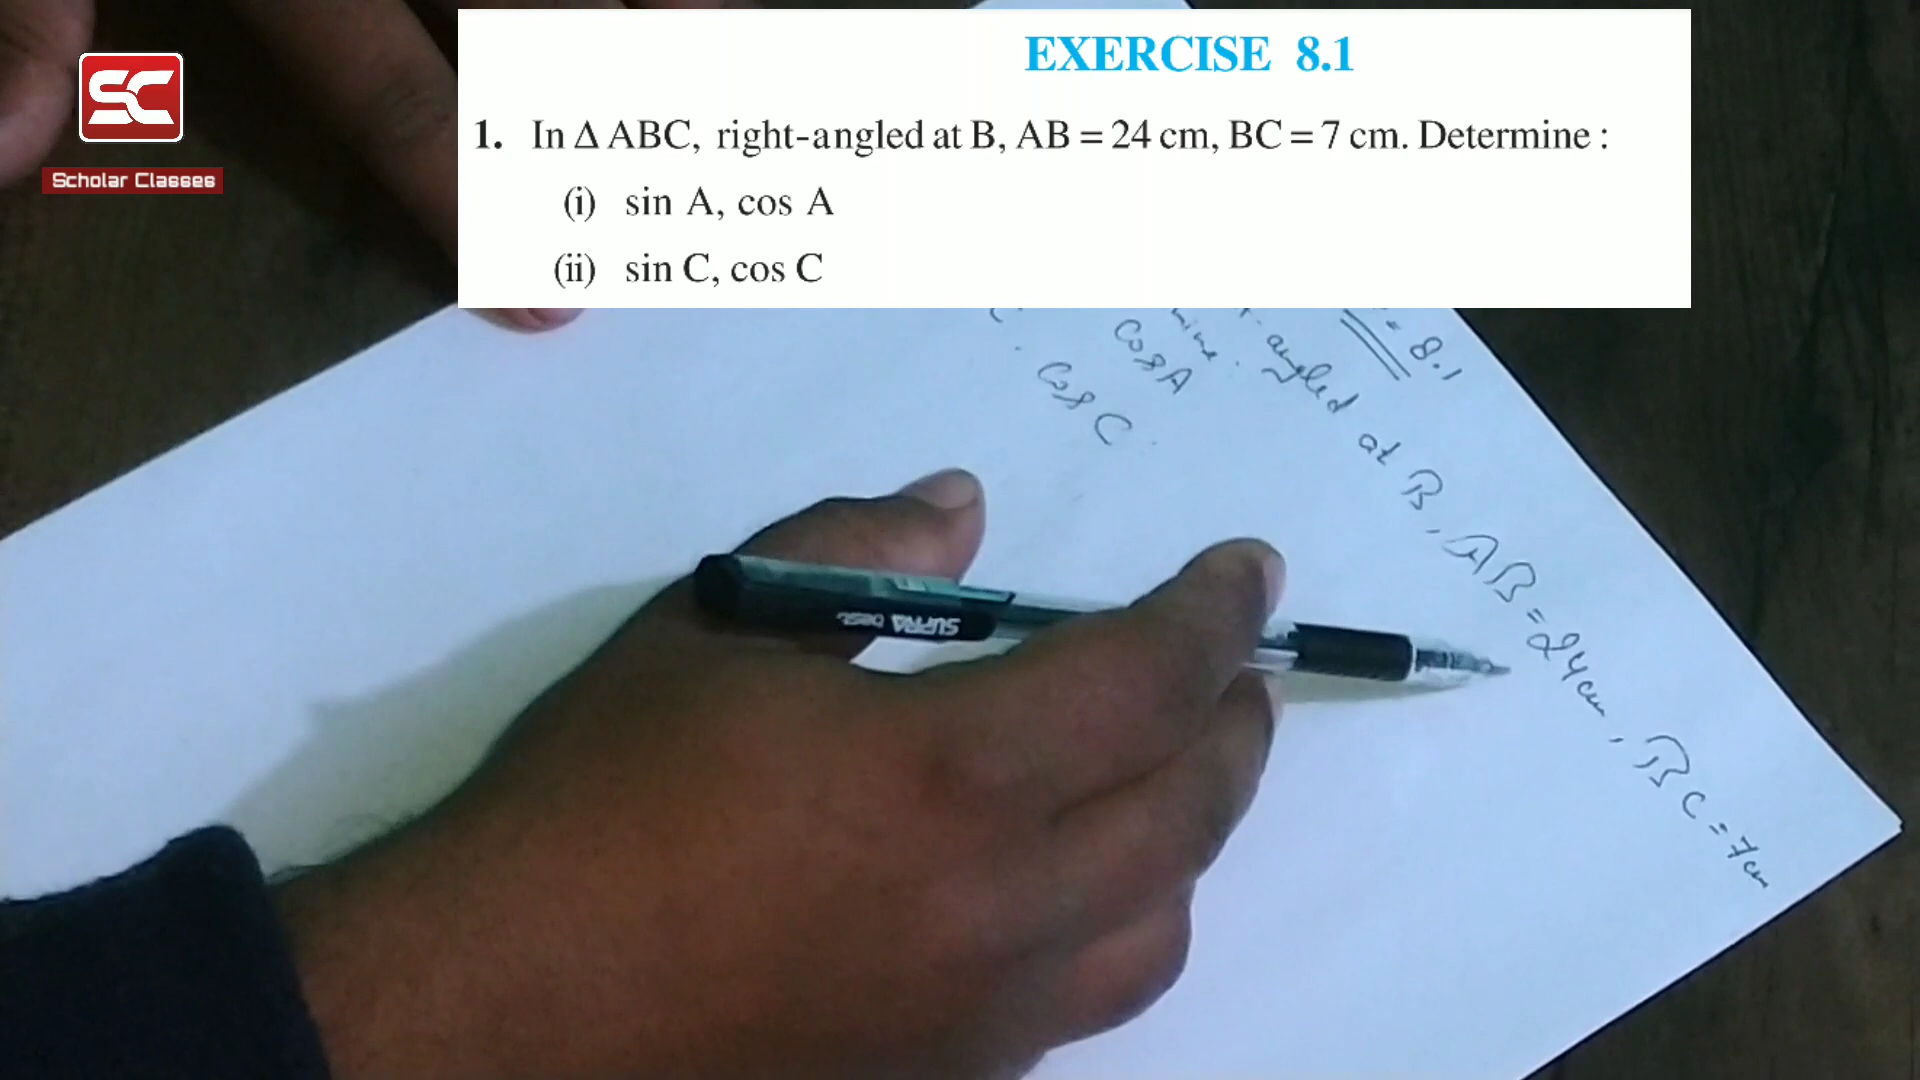 SC
Scholar Classes
EXERCISE 8.1
1. In Δ ABC, right-angled at B, AB = 24 cm, BC = 7 cm. Determine :
(i) sin A, cos A
(ii) sin C, cos C
= 8.1
angled at B, AB = 24cm, BC = 7cm
Cos A
Cos C
SUPRA